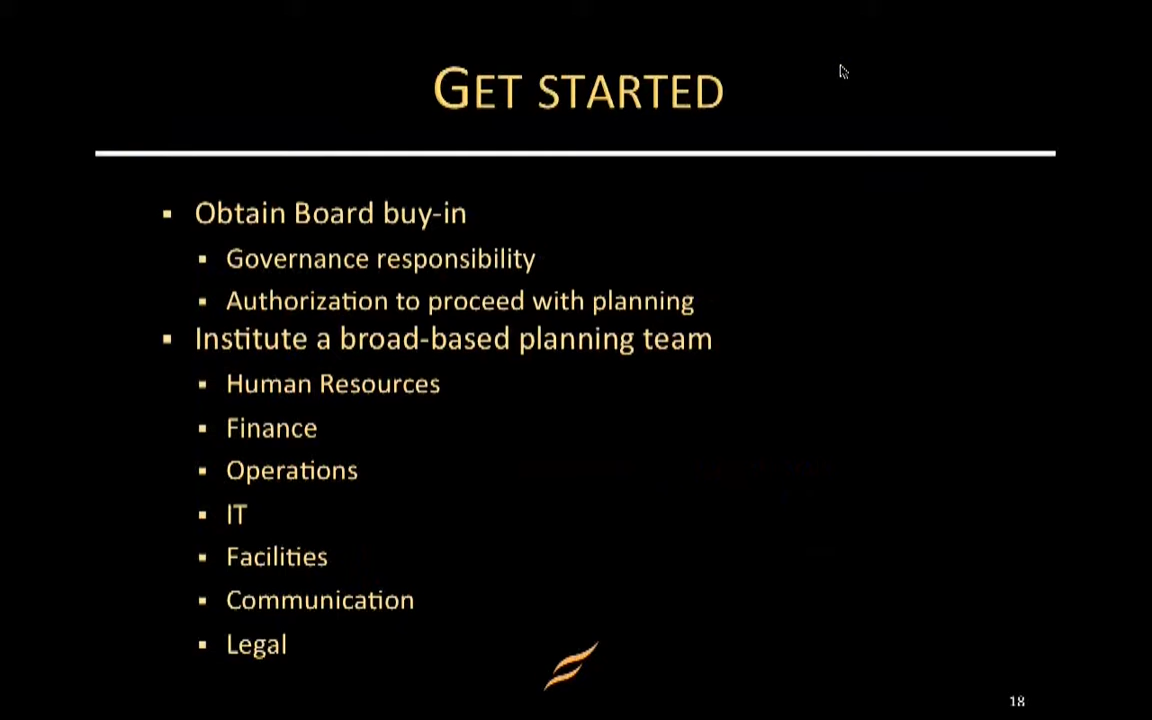 GET STARTED
▪ Obtain Board buy-in
▪ Governance responsibility
▪ Authorization to proceed with planning
▪ Institute a broad-based planning team
▪ Human Resources
▪ Finance
▪ Operations
▪ IT
▪ Facilities
▪ Communication
▪ Legal
18